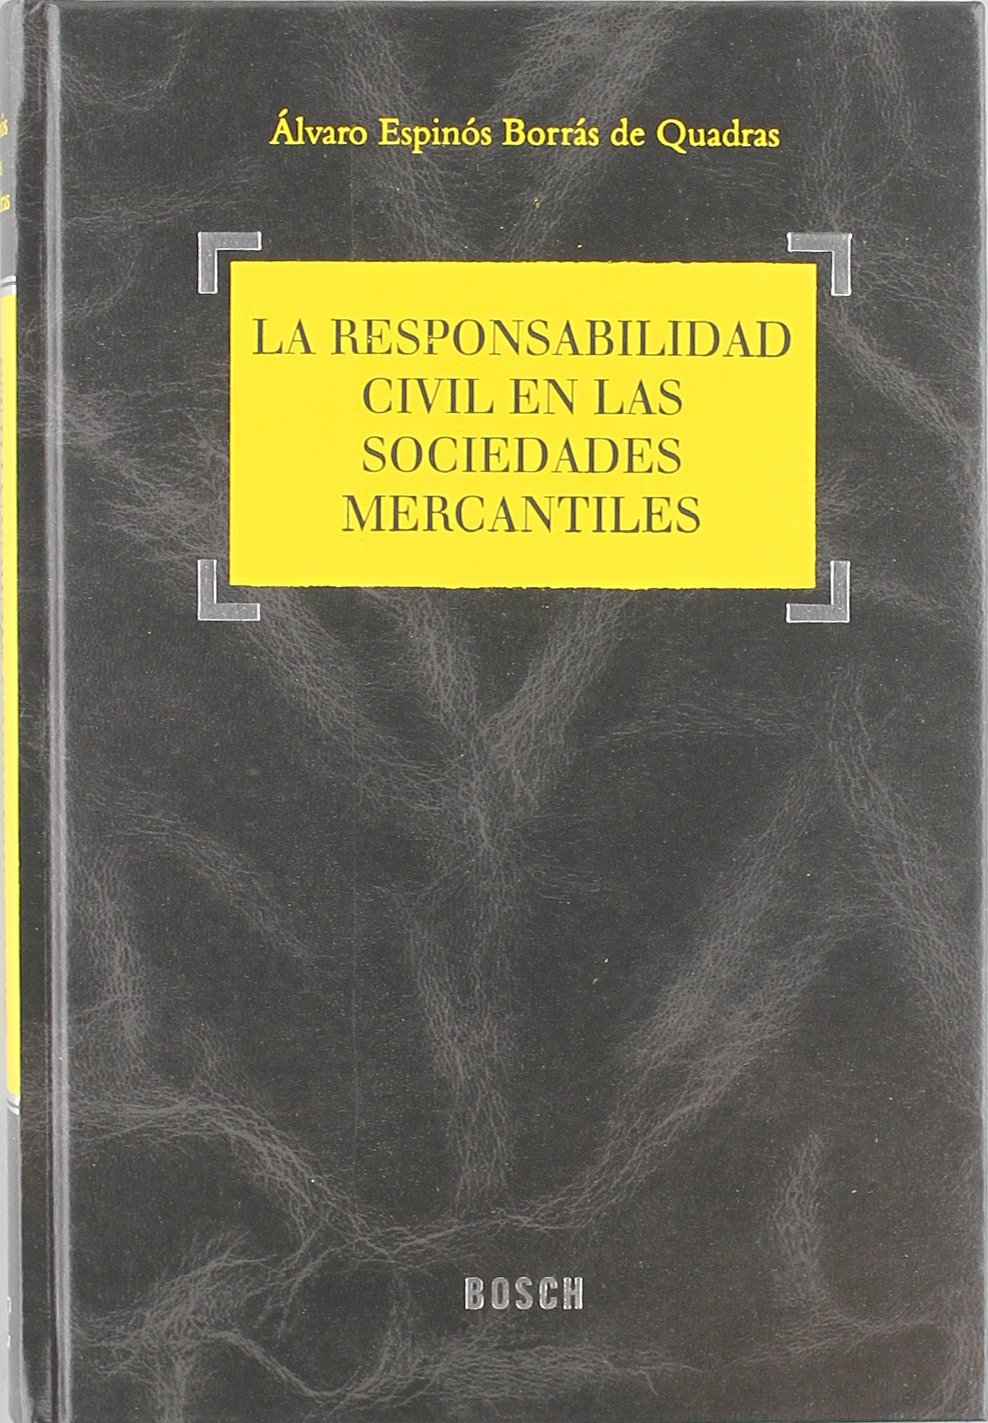 Álvaro Espinós Borrás de Quadras
LA RESPONSABILIDAD
CIVIL EN LAS
SOCIEDADES
MERCANTILES
BOSCH